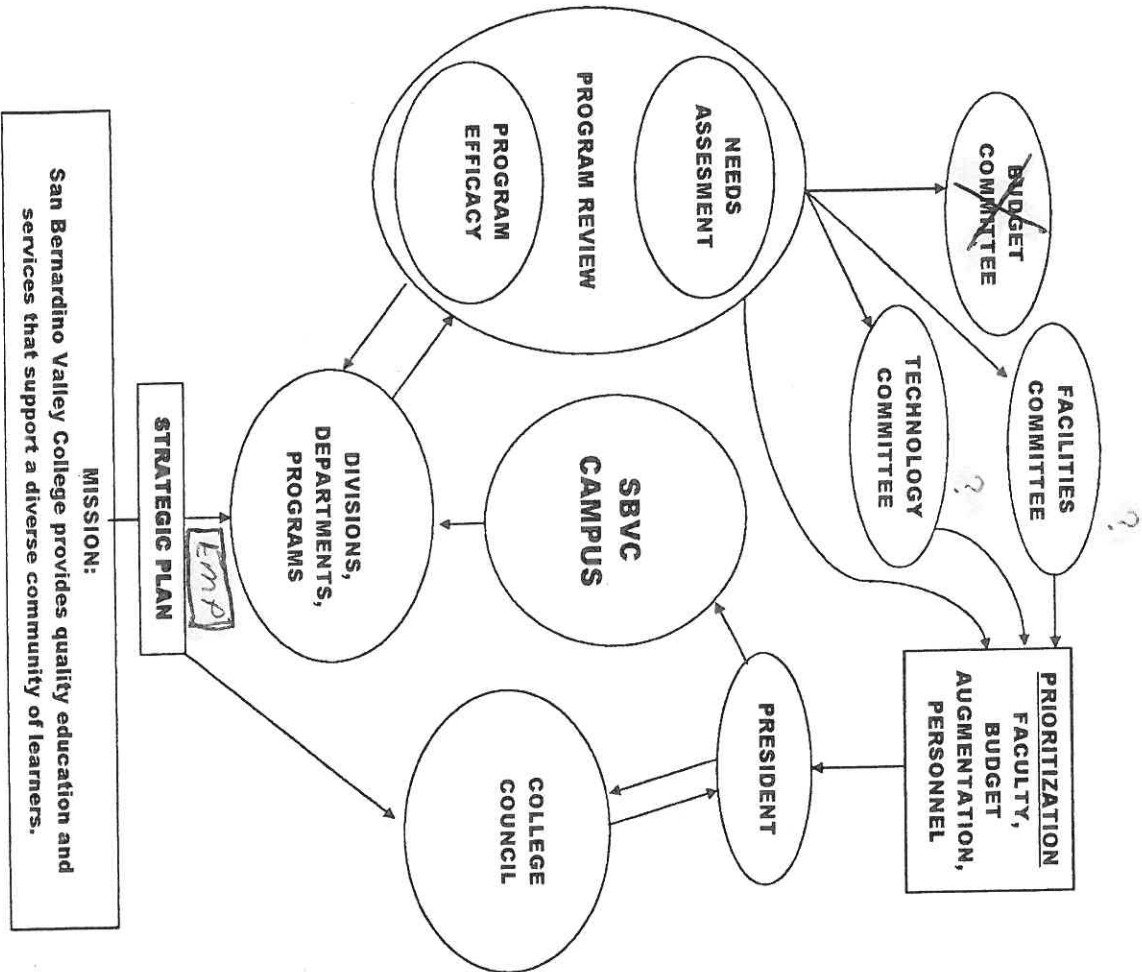 BUDGET
COMMITTEE
FACILITIES
COMMITTEE
?
TECHNOLOGY
COMMITTEE
?
PRIORITIZATION
FACULTY,
BUDGET
AUGMENTATION,
PERSONNEL
NEEDS
ASSESMENT
PROGRAM REVIEW
PROGRAM
EFFICACY
SBVC
CAMPUS
PRESIDENT
DIVISIONS,
DEPARTMENTS,
PROGRAMS
COLLEGE
COUNCIL
EMP
STRATEGIC PLAN
MISSION:
San Bernardino Valley College provides quality education and
services that support a diverse community of learners.